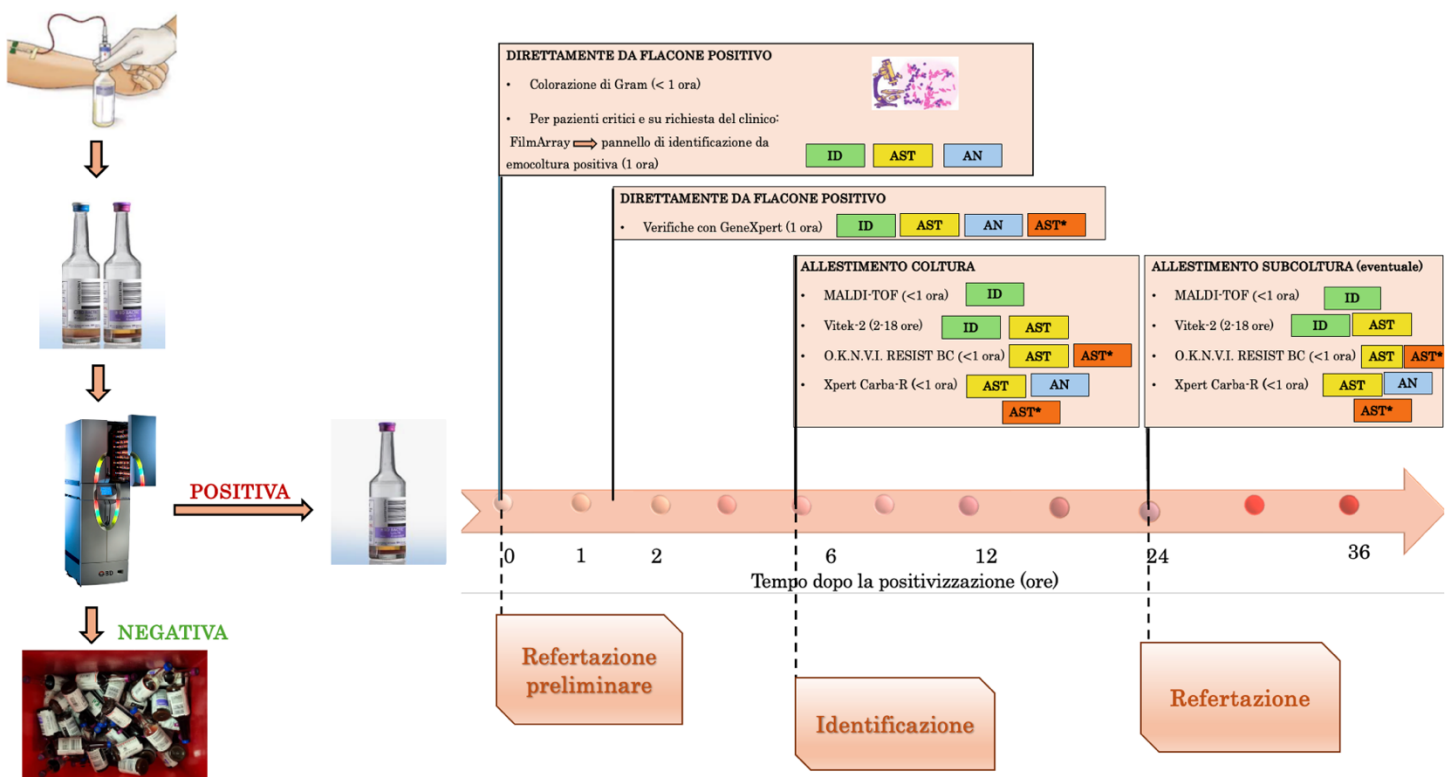 DIRETTAMENTE DA FLACONE POSITIVO
• Colorazione di Gram (< 1 ora)
• Per pazienti critici e su richiesta del clinico:
FilmArray pannello di identificazione da
emocoltura positiva (1 ora)
ID AST AN
DIRETTAMENTE DA FLACONE POSITIVO
• Verifiche con GeneXpert (1 ora) ID AST AN AST*
ALLESTIMENTO COLTURA
• MALDI-TOF (<1 ora) ID
• Vitek-2 (2-18 ore) ID AST
• O.K.N.V.I. RESIST BC (<1 ora) AST AST*
• Xpert Carba-R (<1 ora) AST AN
AST*
ALLESTIMENTO SUBCOLTURA (eventuale)
• MALDI-TOF (<1 ora) ID
• Vitek-2 (2-18 ore) ID AST
• O.K.N.V.I. RESIST BC (<1 ora) AST AST*
• Xpert Carba-R (<1 ora) AST AN
AST*
POSITIVA
BD
NEGATIVA
0 1 2 6 12 24 36
Tempo dopo la positivizzazione (ore)
Refertazione
preliminare
Identificazione
Refertazione